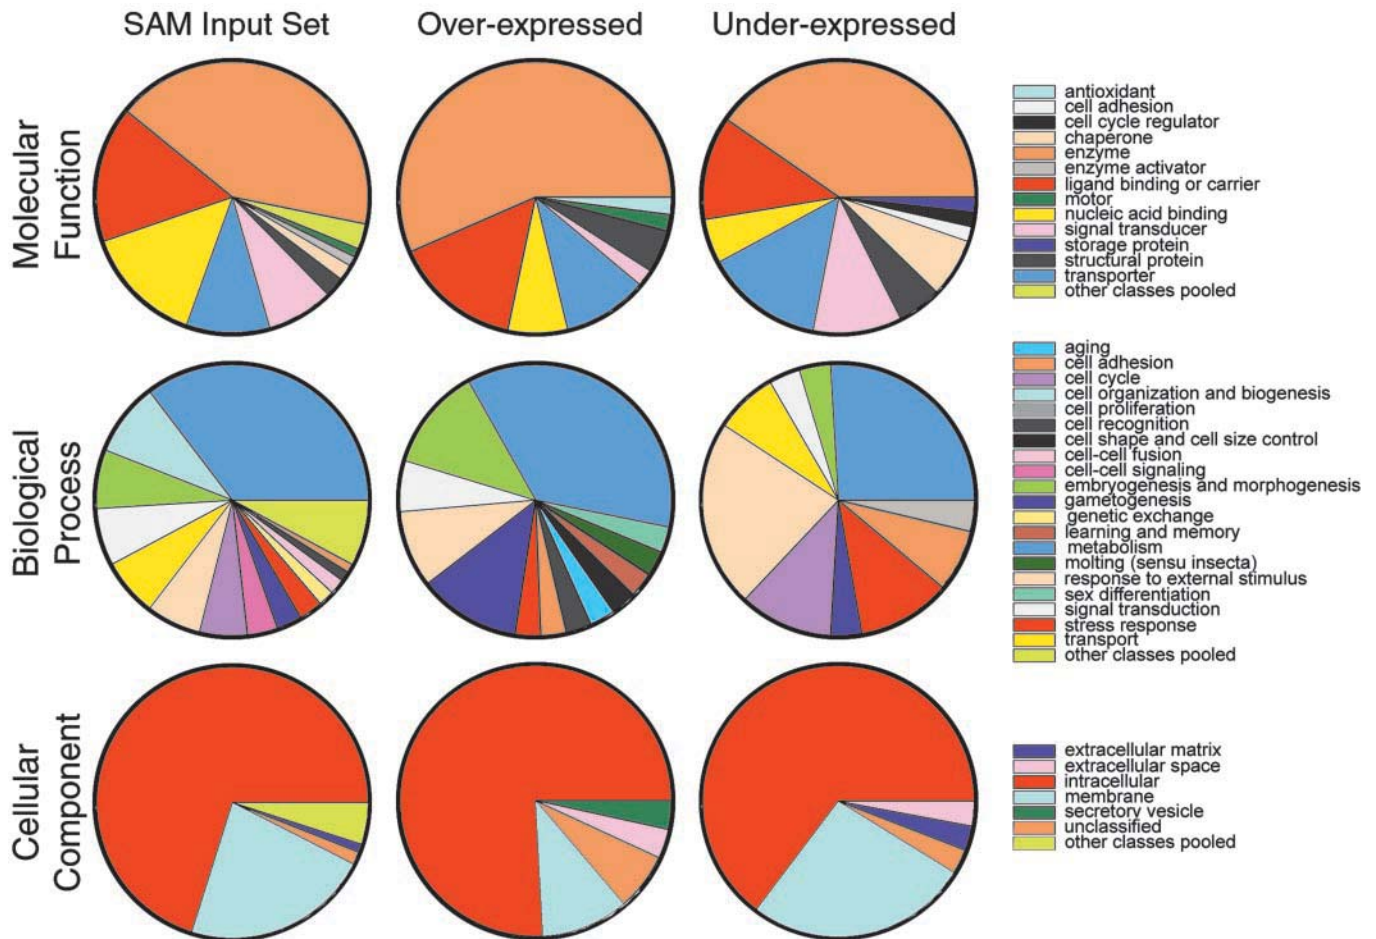 SAM Input Set
Over-expressed
Under-expressed
Molecular
Function
antioxidant
cell adhesion
cell cycle regulator
chaperone
enzyme
enzyme activator
ligand binding or carrier
motor
nucleic acid binding
signal transducer
storage protein
structural protein
transporter
other classes pooled
Biological
Process
aging
cell adhesion
cell cycle
cell organization and biogenesis
cell proliferation
cell recognition
cell shape and cell size control
cell-cell fusion
cell-cell signaling
embryogenesis and morphogenesis
gametogenesis
genetic exchange
learning and memory
metabolism
molting (sensu insecta)
response to external stimulus
sex differentiation
signal transduction
stress response
transport
other classes pooled
Cellular
Component
extracellular matrix
extracellular space
intracellular
membrane
secretory vesicle
unclassified
other classes pooled